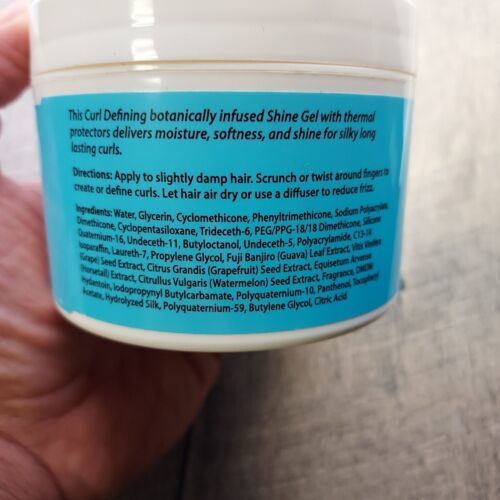 This Curl Defining botanically infused Shine Gel with thermal
protectors delivers moisture, softness, and shine for silky long
lasting curls.
Directions: Apply to slightly damp hair. Scrunch or twist around fingers to
create or define curls. Let hair air dry or use a diffuser to reduce frizz.
Ingredients: Water, Glycerin, Cyclomethicone, Phenyltrimethicone, Sodium Polyacrylate,
Dimethicone, Cyclopentasiloxane, Trideceth-6, PEG/PPG-18/18 Dimethicone, Silicone
Quaternium-16, Undeceth-11, Butyloctanol, Undeceth-5, Polyacrylamide, C13-14
Isoparaffin, Laureth-7, Propylene Glycol, Fuji Banjiro (Guava) Leaf Extract, Vitis Vinifera
(Grape) Seed Extract, Citrus Grandis (Grapefruit) Seed Extract, Equisetum Arvense
(Horsetail) Extract, Citrullus Vulgaris (Watermelon) Seed Extract, Fragrance, DMDM
Hydantoin, Iodopropynyl Butylcarbamate, Polyquaternium-10, Panthenol, Tocopheryl
Acetate, Hydrolyzed Silk, Polyquaternium-59, Butylene Glycol, Citric Acid